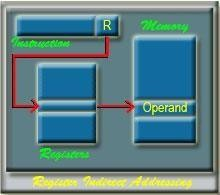 Memory
R
Instruction
Operand
Registers
Register Indirect Addressing